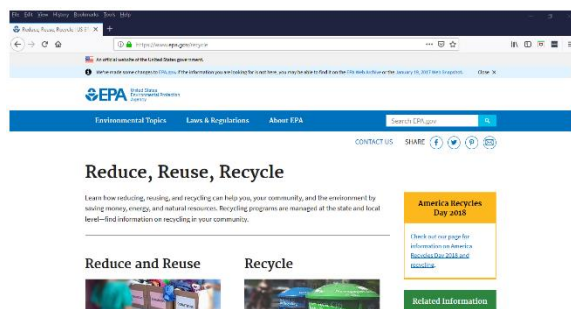 File Edit View History Bookmarks Tools Help
Reduce, Reuse, Recycle | US E
https://www.epa.gov/recycle
An official website of the United States government.
We've made some changes to EPA.gov. If the information you are looking for is not here, you may be able to find it on the EPA Web Archive or the January 19, 2017 Web Snapshot. Close X
EPA United States
Environmental Protection
Agency
Environmental Topics Laws & Regulations About EPA Search EPA.gov
CONTACT US SHARE
Reduce, Reuse, Recycle
Learn how reducing, reusing, and recycling can help you, your community, and the environment by
saving money, energy, and natural resources. Recycling programs are managed at the state and local
level—find information on recycling in your community.
America Recycles
Day 2018
Check out our page for
information on America
Recycles Day 2018 and
recycling.
Reduce and Reuse Recycle
Related Information